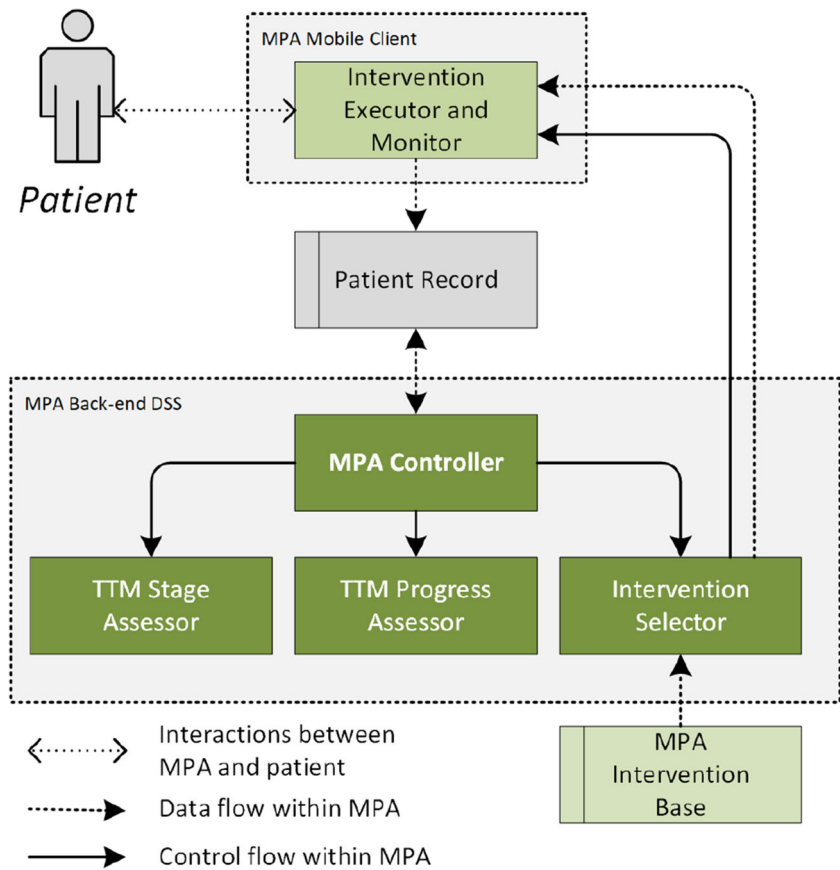 MPA Mobile Client
Intervention
Executor and
Monitor
Patient
Patient Record
MPA Back-end DSS
MPA Controller
TTM Stage
Assessor
TTM Progress
Assessor
Intervention
Selector
MPA
Intervention
Base
Interactions between
MPA and patient
Data flow within MPA
Control flow within MPA